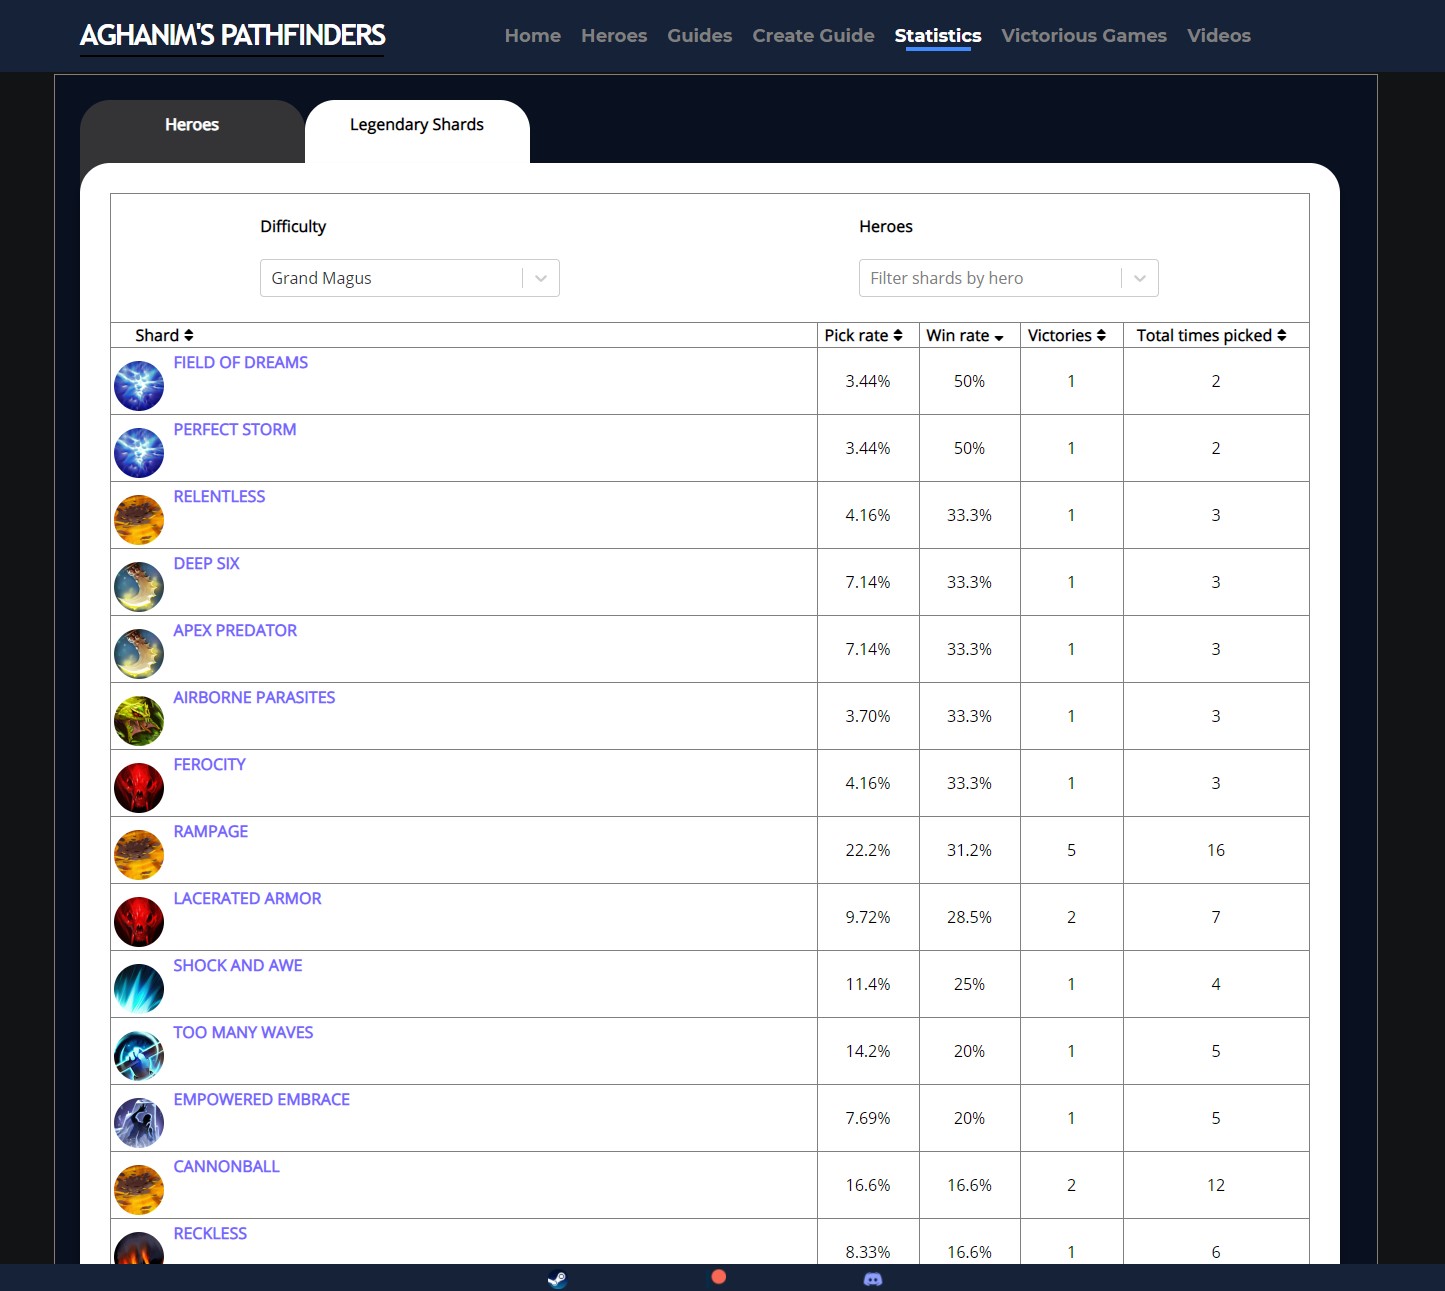 AGHANIM'S PATHFINDERS
Home Heroes Guides Create Guide Statistics Victorious Games Videos
Heroes Legendary Shards
Difficulty Heroes
Grand Magus Filter shards by hero
Shard Pick rate Win rate Victories Total times picked
FIELD OF DREAMS 3.44% 50% 1 2
PERFECT STORM 3.44% 50% 1 2
RELENTLESS 4.16% 33.3% 1 3
DEEP SIX 7.14% 33.3% 1 3
APEX PREDATOR 7.14% 33.3% 1 3
AIRBORNE PARASITES 3.70% 33.3% 1 3
FEROCITY 4.16% 33.3% 1 3
RAMPAGE 22.2% 31.2% 5 16
LACERATED ARMOR 9.72% 28.5% 2 7
SHOCK AND AWE 11.4% 25% 1 4
TOO MANY WAVES 14.2% 20% 1 5
EMPOWERED EMBRACE 7.69% 20% 1 5
CANNONBALL 16.6% 16.6% 2 12
RECKLESS 8.33% 16.6% 1 6